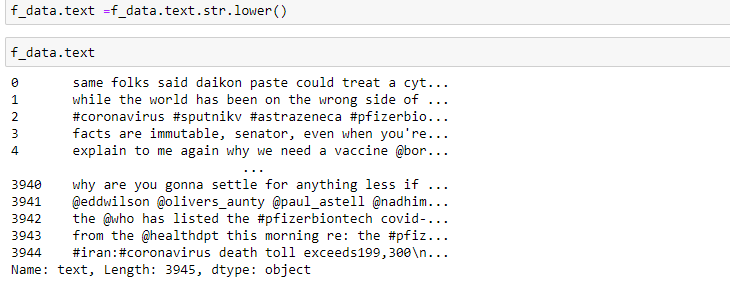 f_data.text =f_data.text.str.lower()
f_data.text
0       same folks said daikon paste could treat a cyt...
1       while the world has been on the wrong side of ...
2       #coronavirus #sputnikv #astrazeneca #pfizerbio...
3       facts are immutable, senator, even when you're...
4       explain to me again why we need a vaccine @bor...
                              ...
3940    why are you gonna settle for anything less if ...
3941    @eddwilson @olivers_aunty @paul_astell @nadhim...
3942    the @who has listed the #pfizerbiontech covid-...
3943    from the @healthdpt this morning re: the #pfiz...
3944    #iran:#coronavirus death toll exceeds199,300\n...
Name: text, Length: 3945, dtype: object